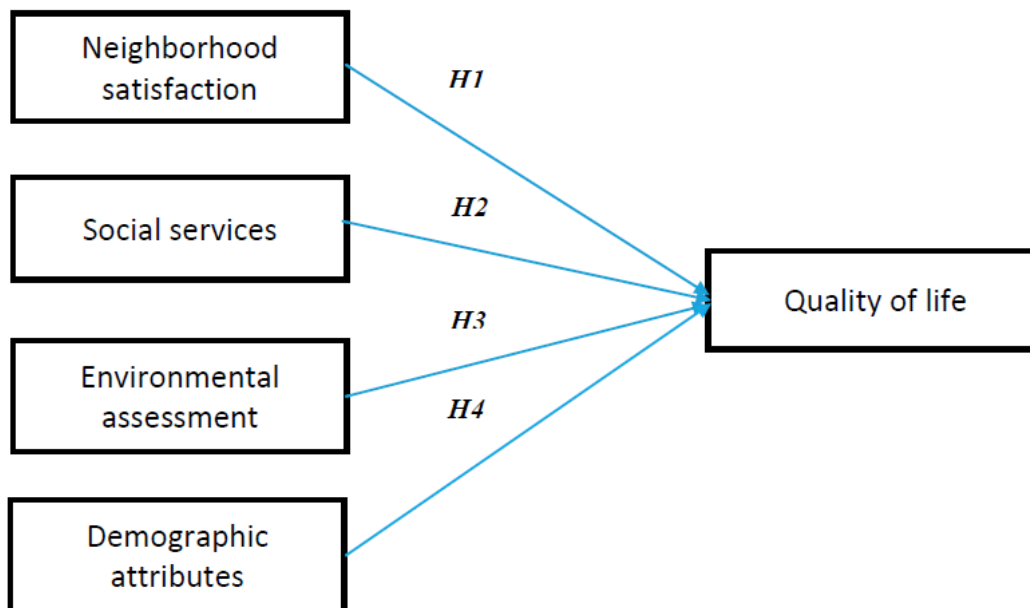 Neighborhood
satisfaction
H1
Social services
H2
Quality of life
H3
Environmental
assessment
H4
Demographic
attributes